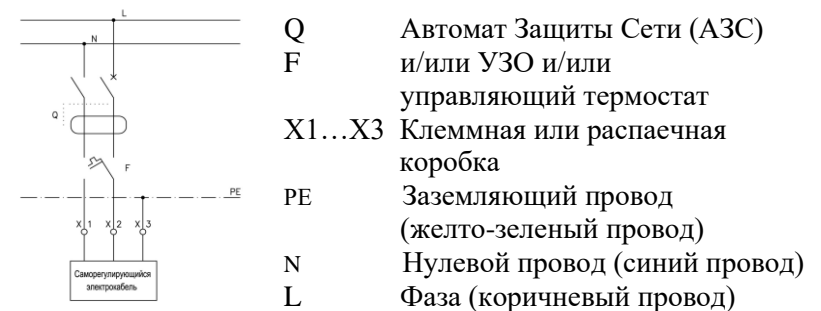 L
N
Q
F
PE
X 1 X 2 X 3
Саморегулирующийся
электрокабель
Q Автомат Защиты Сети (АЗС)
F и/или УЗО и/или
управляющий термостат
X1…X3 Клеммная или распаечная
коробка
PE Заземляющий провод
(желто-зеленый провод)
N Нулевой провод (синий провод)
L Фаза (коричневый провод)